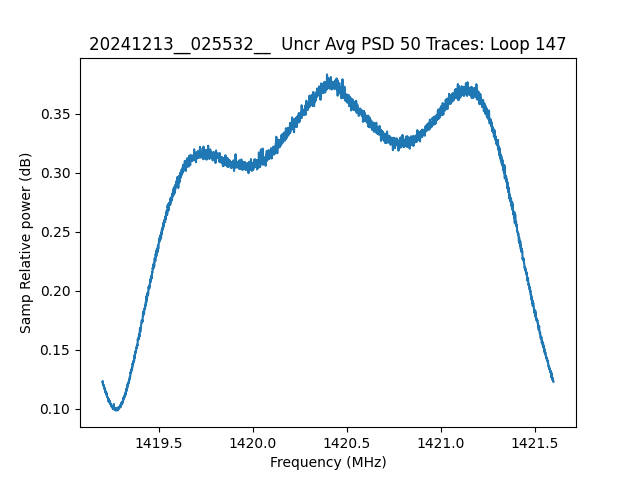 20241213__025532__  Uncr Avg PSD 50 Traces: Loop 147
0.35
0.30
0.25
0.20
0.15
0.10
Samp Relative power (dB)
1419.5 1420.0 1420.5 1421.0 1421.5
Frequency (MHz)